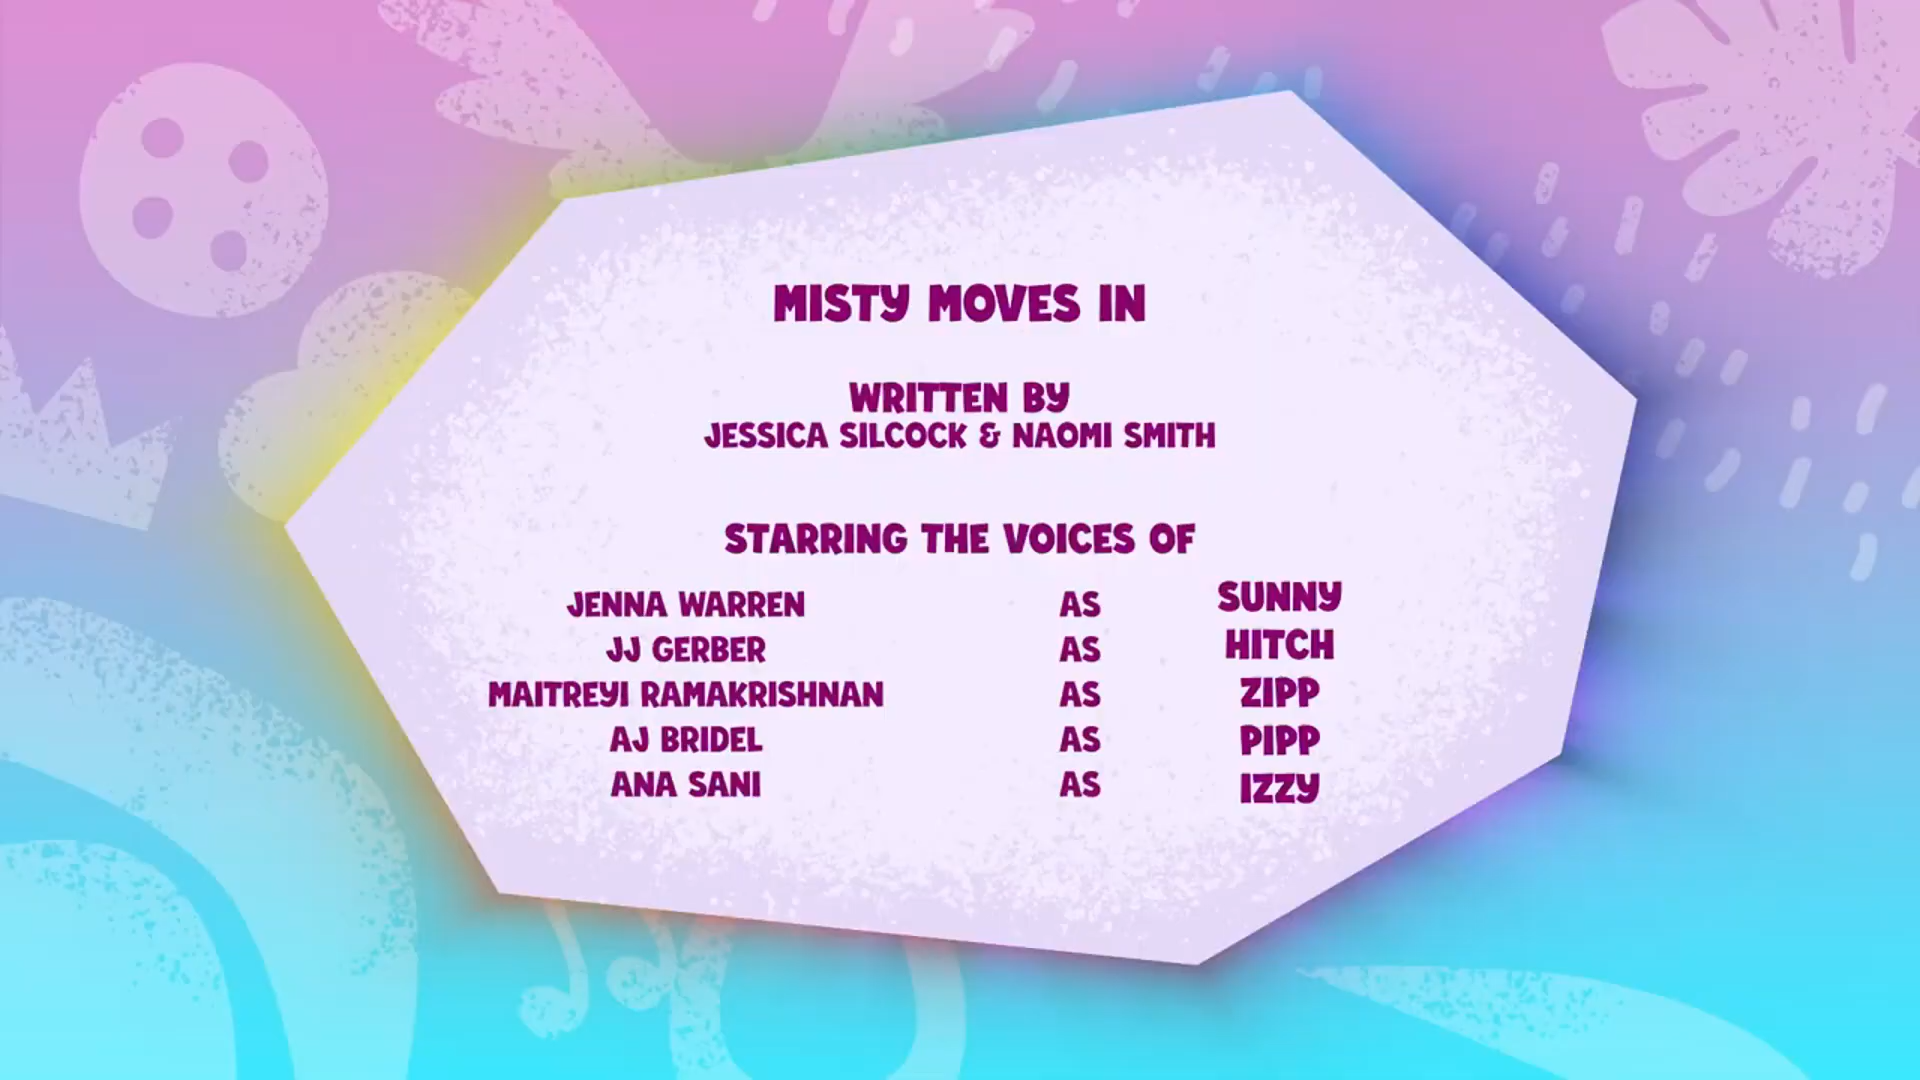 MISTY MOVES IN
WRITTEN BY
JESSICA SILCOCK & NAOMI SMITH
STARRING THE VOICES OF
JENNA WARREN AS SUNNY
JJ GERBER AS HITCH
MAITREYI RAMAKRISHNAN AS ZIPP
AJ BRIDEL AS PIPP
ANA SANI AS IZZY